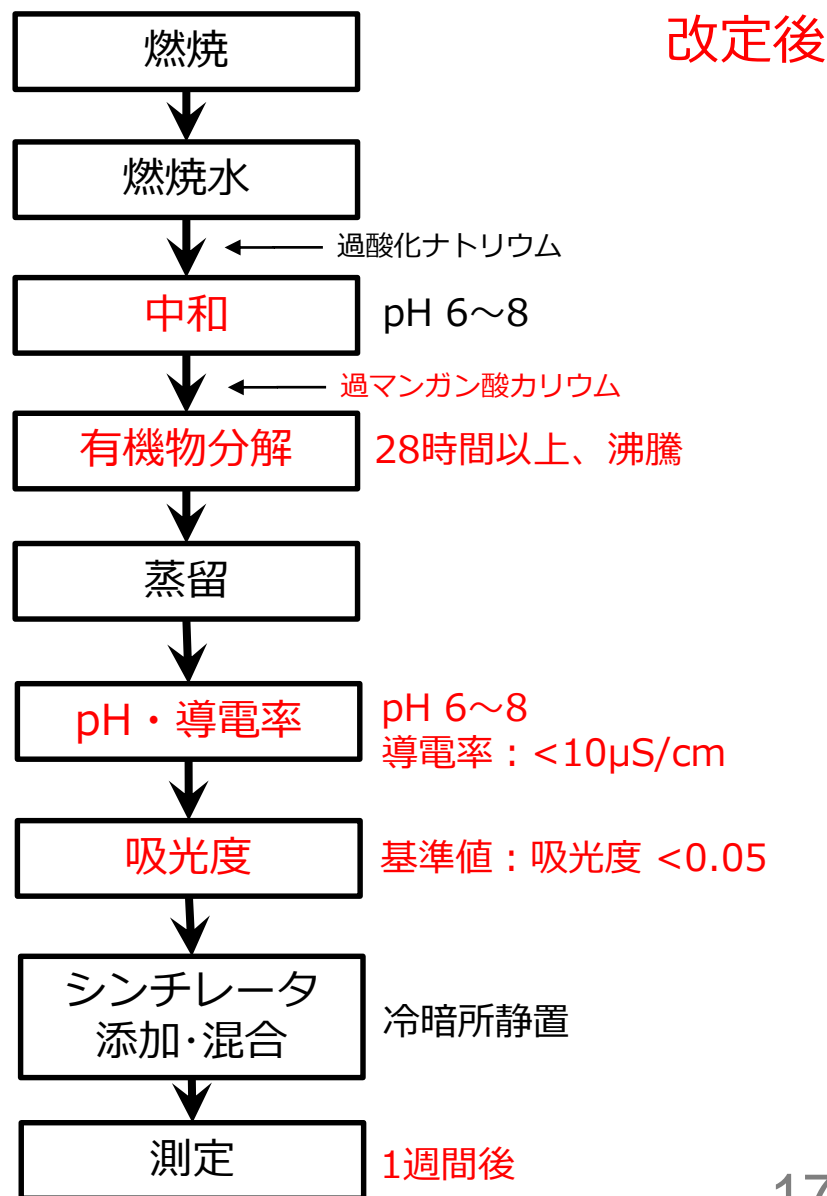 改定後
燃焼
燃焼水
過酸化ナトリウム
中和
pH 6～8
過マンガン酸カリウム
有機物分解
28時間以上、沸騰
蒸留
pH・導電率
pH 6～8
導電率：<10μS/cm
吸光度
基準値：吸光度 <0.05
シンチレータ
添加･混合
冷暗所静置
測定
1週間後
17